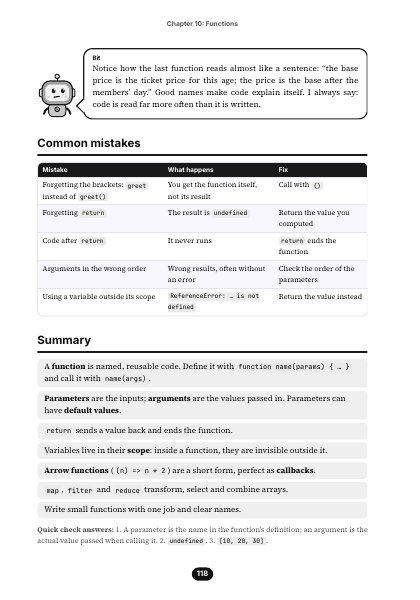 Chapter 10: Functions
Bit
Notice how the last function reads almost like a sentence: “the base
price is the ticket price for this age; the price is the base after the
members’ day.” Good names make code explain itself. I always say:
code is read far more often than it is written.
Common mistakes
Mistake What happens Fix
Forgetting the brackets: greet You get the function itself, Call with ()
instead of greet() not its result
Forgetting return The result is undefined Return the value you
computed
Code after return It never runs return ends the
function
Arguments in the wrong order Wrong results, often without Check the order of the
an error parameters
Using a variable outside its scope ReferenceError: … is not Return the value instead
defined
Summary
A function is named, reusable code. Define it with function name(params) { … }
and call it with name(args) .
Parameters are the inputs; arguments are the values passed in. Parameters can
have default values.
return sends a value back and ends the function.
Variables live in their scope: inside a function, they are invisible outside it.
Arrow functions ( (n) => n * 2 ) are a short form, perfect as callbacks.
map , filter and reduce transform, select and combine arrays.
Write small functions with one job and clear names.
Quick check answers: 1. A parameter is the name in the function’s definition; an argument is the
actual value passed when calling it. 2. undefined . 3. [10, 20, 30] .
118